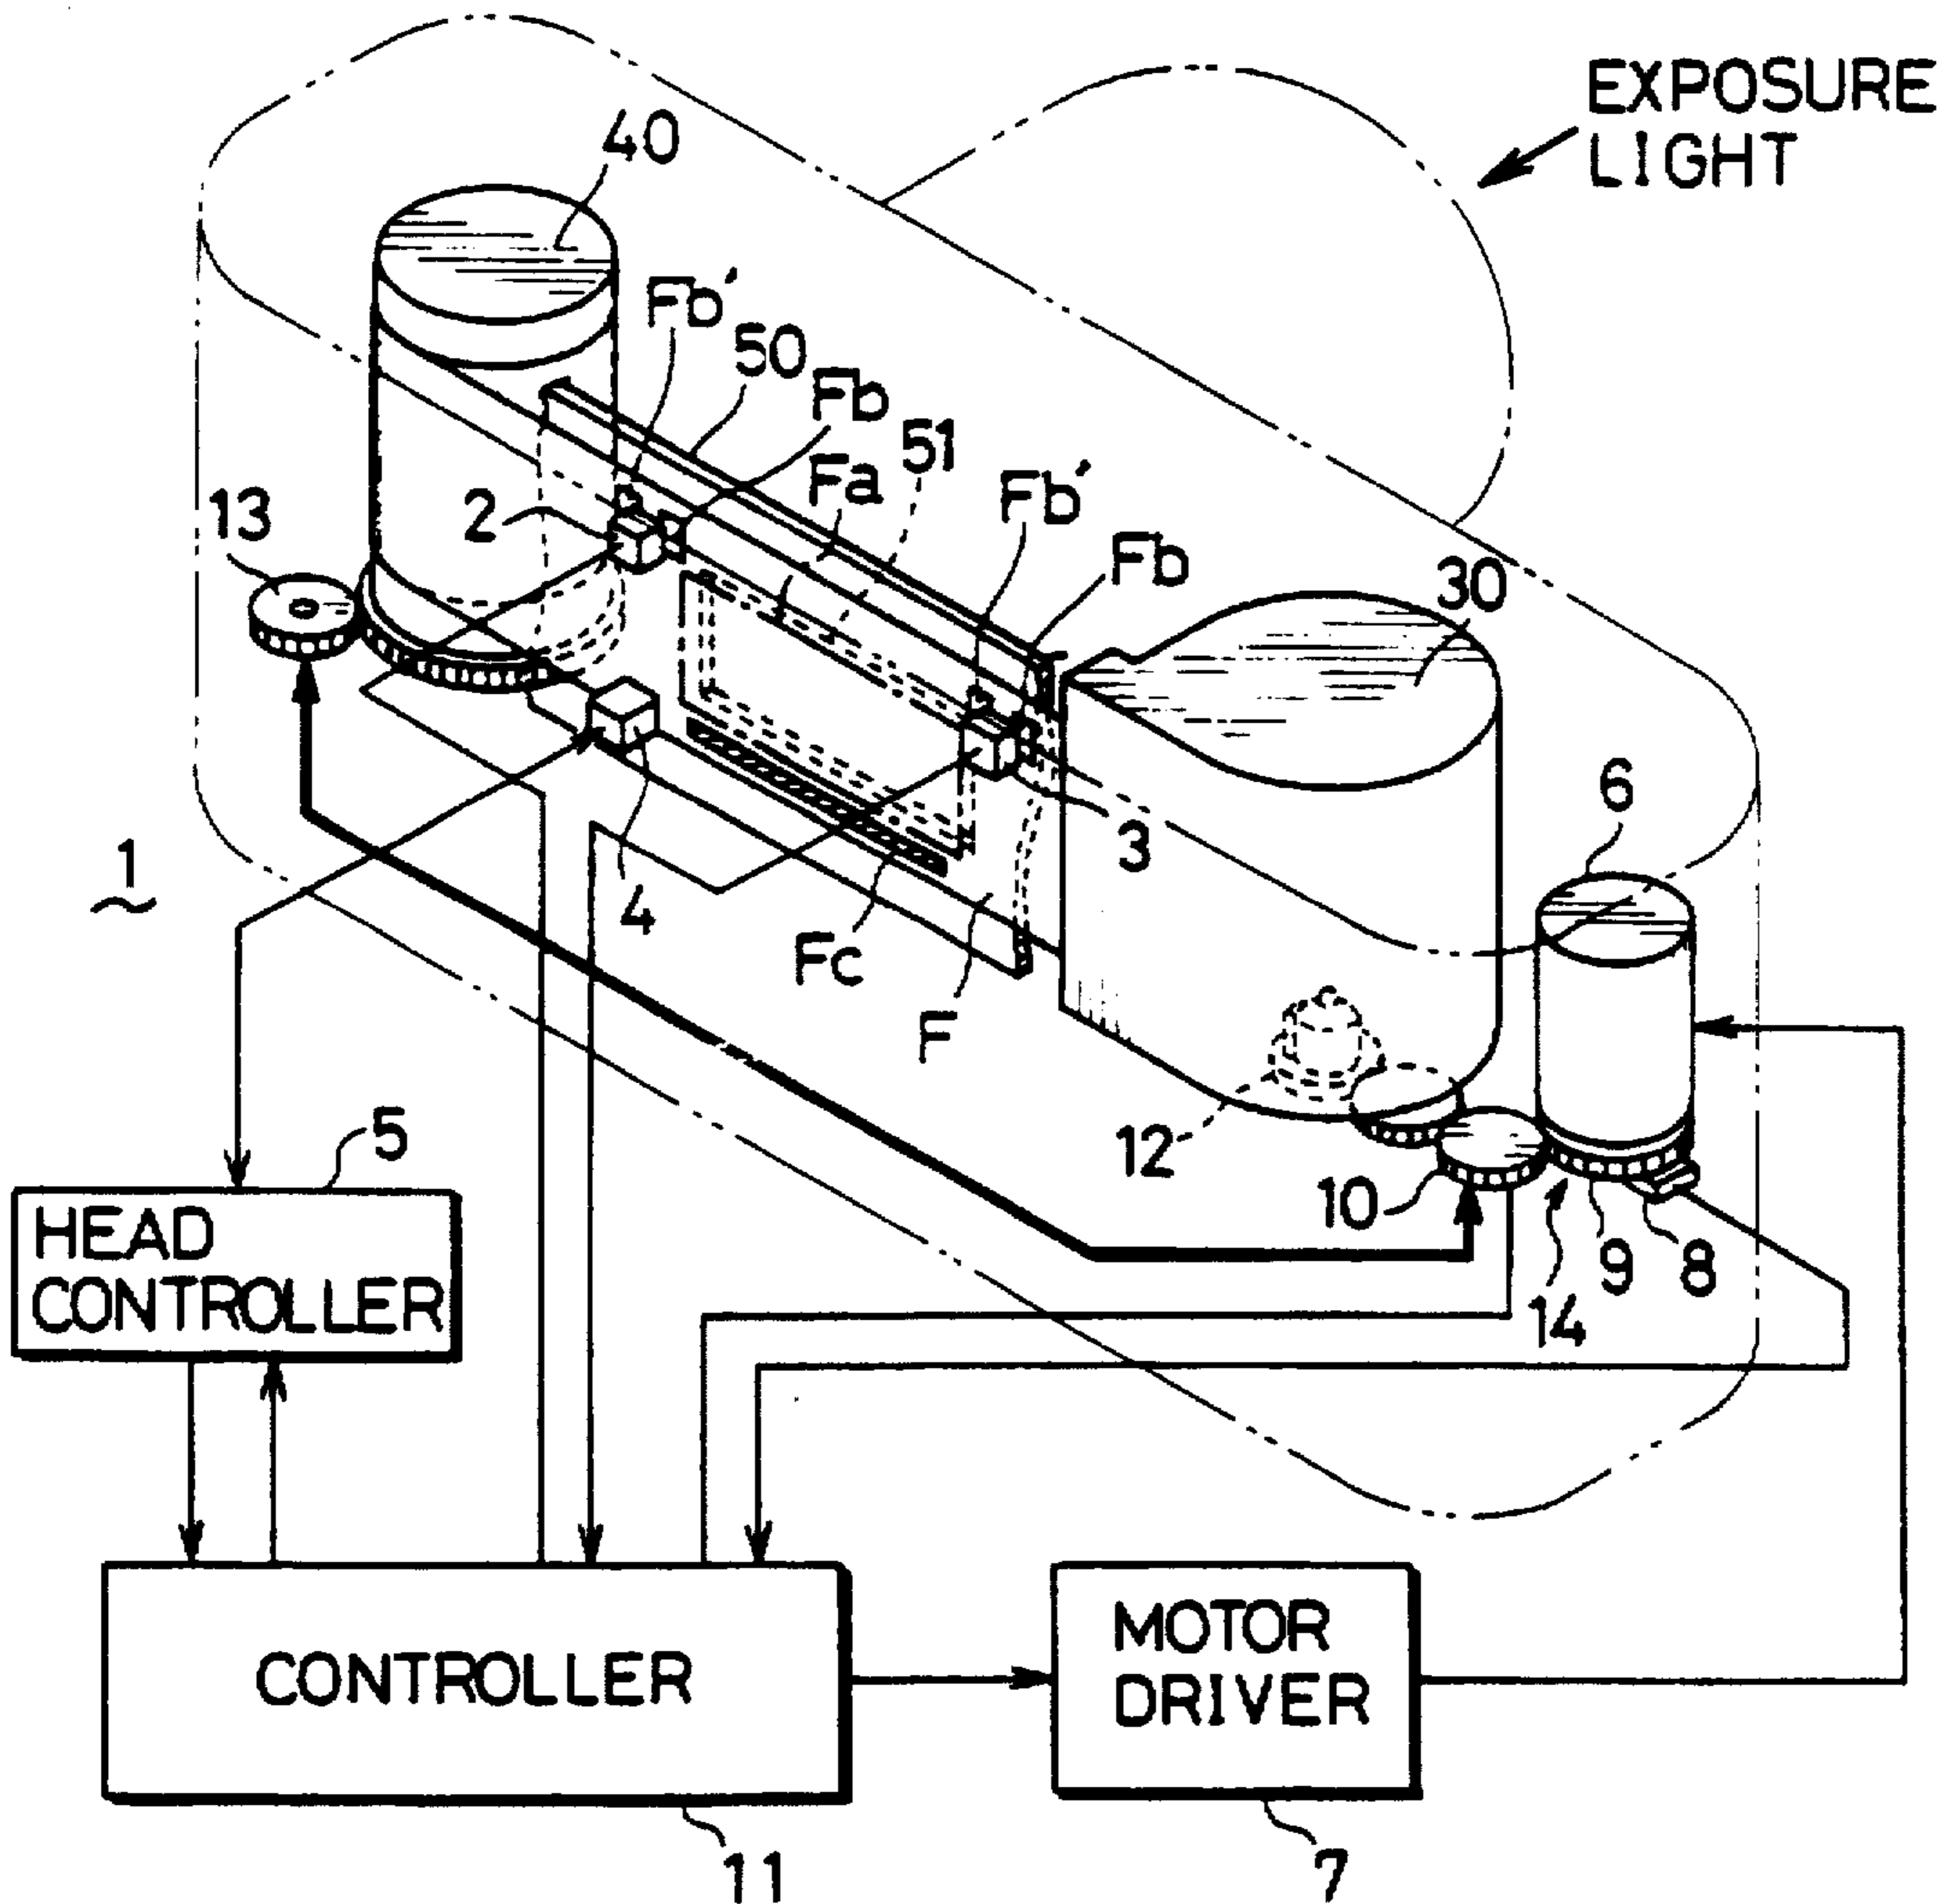 EXPOSURE
LIGHT
40
Fb'
50
Fb
51
Fa
Fb'
Fb
13
2
30
6
3
1
4
Fc
F
12
5
10
9
8
14
HEAD
CONTROLLER
CONTROLLER
MOTOR
DRIVER
11
7